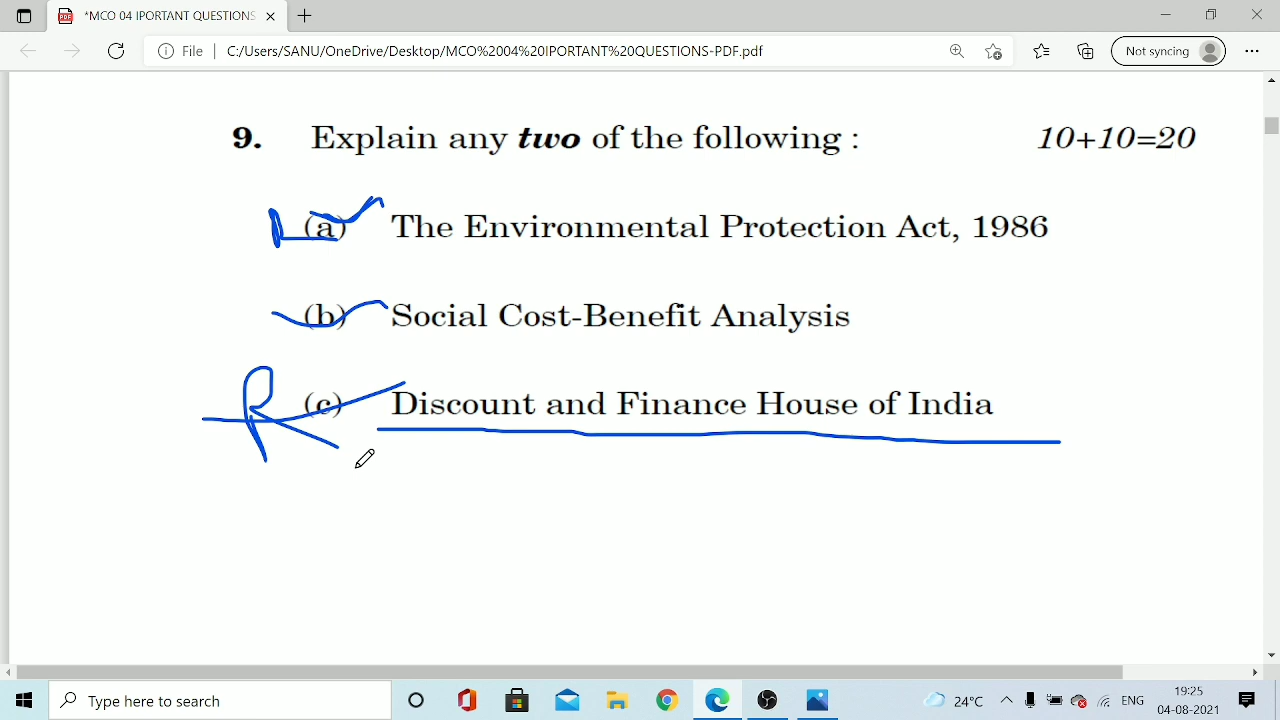 *MCO 04 IPORTANT QUESTIONS
File
C:/Users/SANU/OneDrive/Desktop/MCO%2004%20IPORTANT%20QUESTIONS-PDF.pdf
Not syncing
9. Explain any two of the following : 10+10=20
(a) The Environmental Protection Act, 1986
(b) Social Cost-Benefit Analysis
R (c) Discount and Finance House of India
Type here to search
24°C
ENG
19:25
04-08-2021